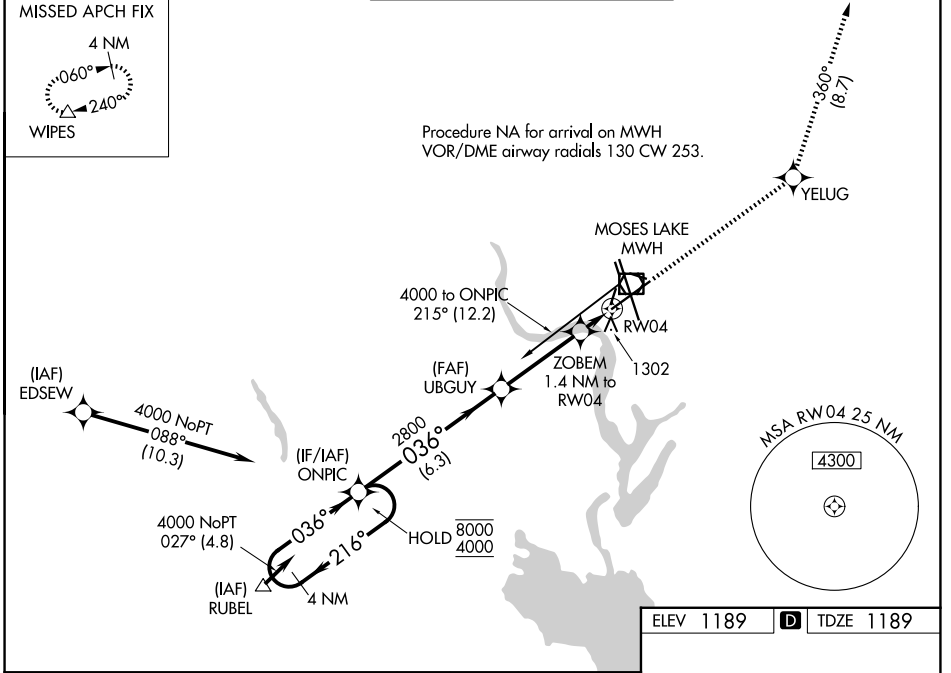 MISSED APCH FIX
4 NM
060°
240°
WIPES
360°
(8.7)
Procedure NA for arrival on MWH
VOR/DME airway radials 130 CW 253.
YELUG
MOSES LAKE
MWH
4000 to ONPIC
215° (12.2)
RW04
1302
ZOBEM
1.4 NM to
RW04
(FAF)
UBGUY
(IAF)
EDSEW
4000 NoPT
088°
(10.3)
2800
036°
(6.3)
(IF/IAF)
ONPIC
MSA RW04 25 NM
4300
4000 NoPT
027° (4.8)
036°
216°
HOLD 8000
4000
(IAF)
RUBEL
4 NM
ELEV 1189 D TDZE 1189